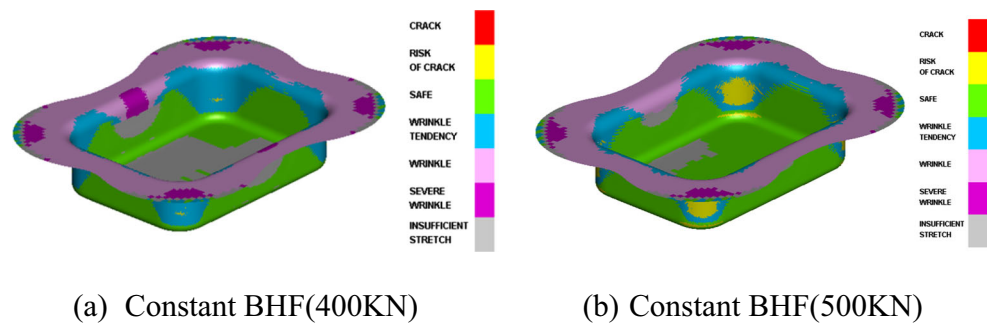 CRACK
RISK
OF CRACK
SAFE
WRINKLE
TENDENCY
WRINKLE
SEVERE
WRINKLE
INSUFFICIENT
STRETCH
CRACK
RISK
OF CRACK
SAFE
WRINKLE
TENDENCY
WRINKLE
SEVERE
WRINKLE
INSUFFICIENT
STRETCH
(a) Constant BHF(400KN)
(b) Constant BHF(500KN)